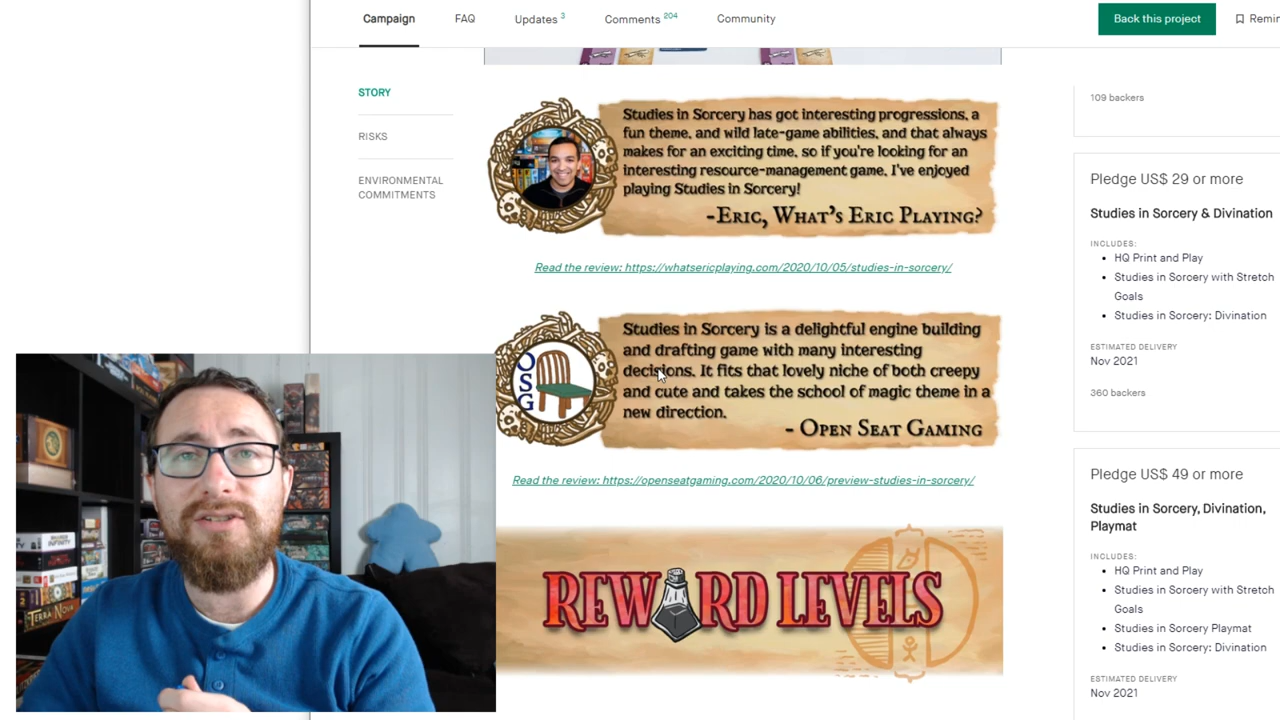 Campaign
FAQ
Updates 3
Comments 204
Community
Back this project
Remin
STORY
RISKS
ENVIRONMENTAL
COMMITMENTS
Studies in Sorcery has got interesting progressions, a
fun theme, and wild late-game abilities, and that always
makes for an exciting time, so if you're looking for an
interesting resource-management game, I've enjoyed
playing Studies in Sorcery!
-Eric, What's Eric Playing?
Read the review: https://whatsericplaying.com/2020/10/05/studies-in-sorcery/
OSG
Studies in Sorcery is a delightful engine building
and drafting game with many interesting
decisions. It fits that lovely niche of both creepy
and cute and takes the school of magic theme in a
new direction.
- Open Seat Gaming
Read the review: https://openseatgaming.com/2020/10/06/preview-studies-in-sorcery/
REWARD LEVELS
109 backers
Pledge US$ 29 or more
Studies in Sorcery & Divination
INCLUDES:
HQ Print and Play
Studies in Sorcery with Stretch
Goals
Studies in Sorcery: Divination
ESTIMATED DELIVERY
Nov 2021
360 backers
Pledge US$ 49 or more
Studies in Sorcery, Divination,
Playmat
INCLUDES:
HQ Print and Play
Studies in Sorcery with Stretch
Goals
Studies in Sorcery Playmat
Studies in Sorcery: Divination
ESTIMATED DELIVERY
Nov 2021
TERRA NOVA